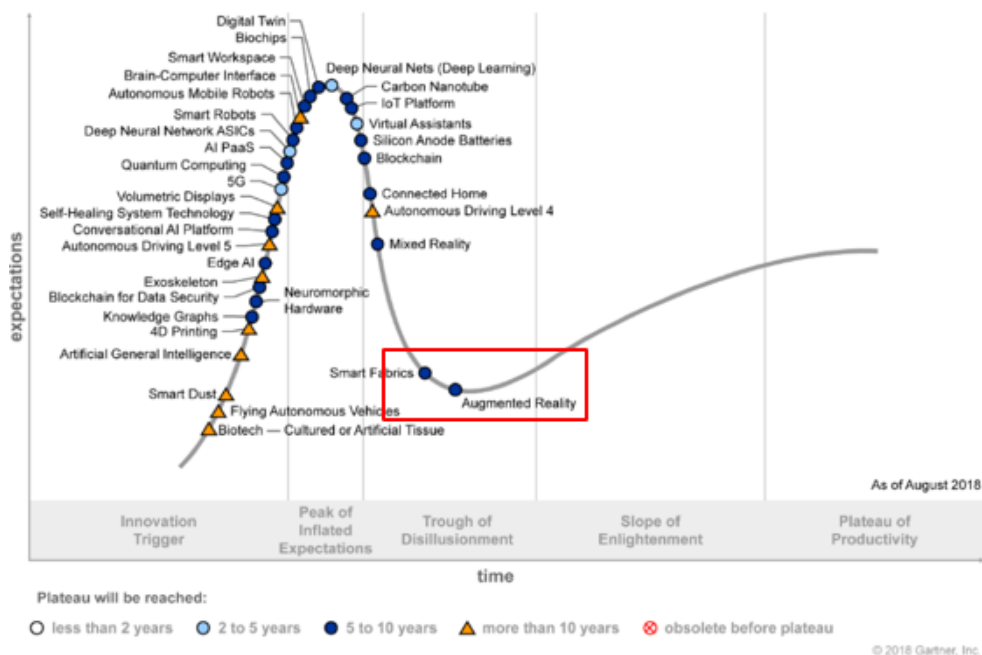 Digital Twin
Biochips
Smart Workspace
Brain-Computer Interface
Autonomous Mobile Robots
Smart Robots
Deep Neural Network ASICs
AI PaaS
Quantum Computing
5G
Volumetric Displays
Self-Healing System Technology
Conversational AI Platform
Autonomous Driving Level 5
Edge AI
Exoskeleton
Blockchain for Data Security
Neuromorphic
Hardware
Knowledge Graphs
4D Printing
Artificial General Intelligence
Smart Dust
Flying Autonomous Vehicles
Biotech — Cultured or Artificial Tissue
Deep Neural Nets (Deep Learning)
Carbon Nanotube
IoT Platform
Virtual Assistants
Silicon Anode Batteries
Blockchain
Connected Home
Autonomous Driving Level 4
Mixed Reality
Smart Fabrics
Augmented Reality
expectations
As of August 2018
Innovation
Trigger
Peak of
Inflated
Expectations
Trough of
Disillusionment
Slope of
Enlightenment
Plateau of
Productivity
time
Plateau will be reached:
less than 2 years
2 to 5 years
5 to 10 years
more than 10 years
obsolete before plateau
© 2018 Gartner, Inc.